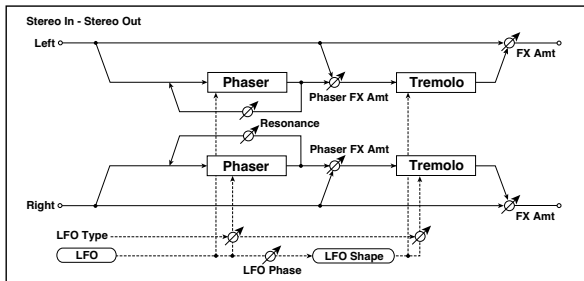 Stereo In - Stereo Out
Left
FX Amt
Phaser
Tremolo
Phaser FX Amt
Resonance
Phaser FX Amt
Phaser
Tremolo
Right
FX Amt
LFO Type
LFO
LFO Phase
LFO Shape